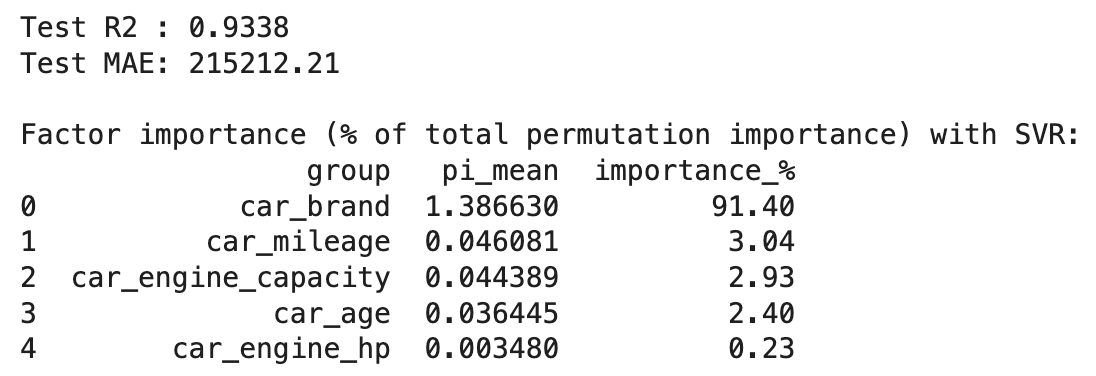 Test R2 : 0.9338
Test MAE: 215212.21
Factor importance (% of total permutation importance) with SVR:
group pi_mean importance_%
0 car_brand 1.386630 91.40
1 car_mileage 0.046081 3.04
2 car_engine_capacity 0.044389 2.93
3 car_age 0.036445 2.40
4 car_engine_hp 0.003480 0.23